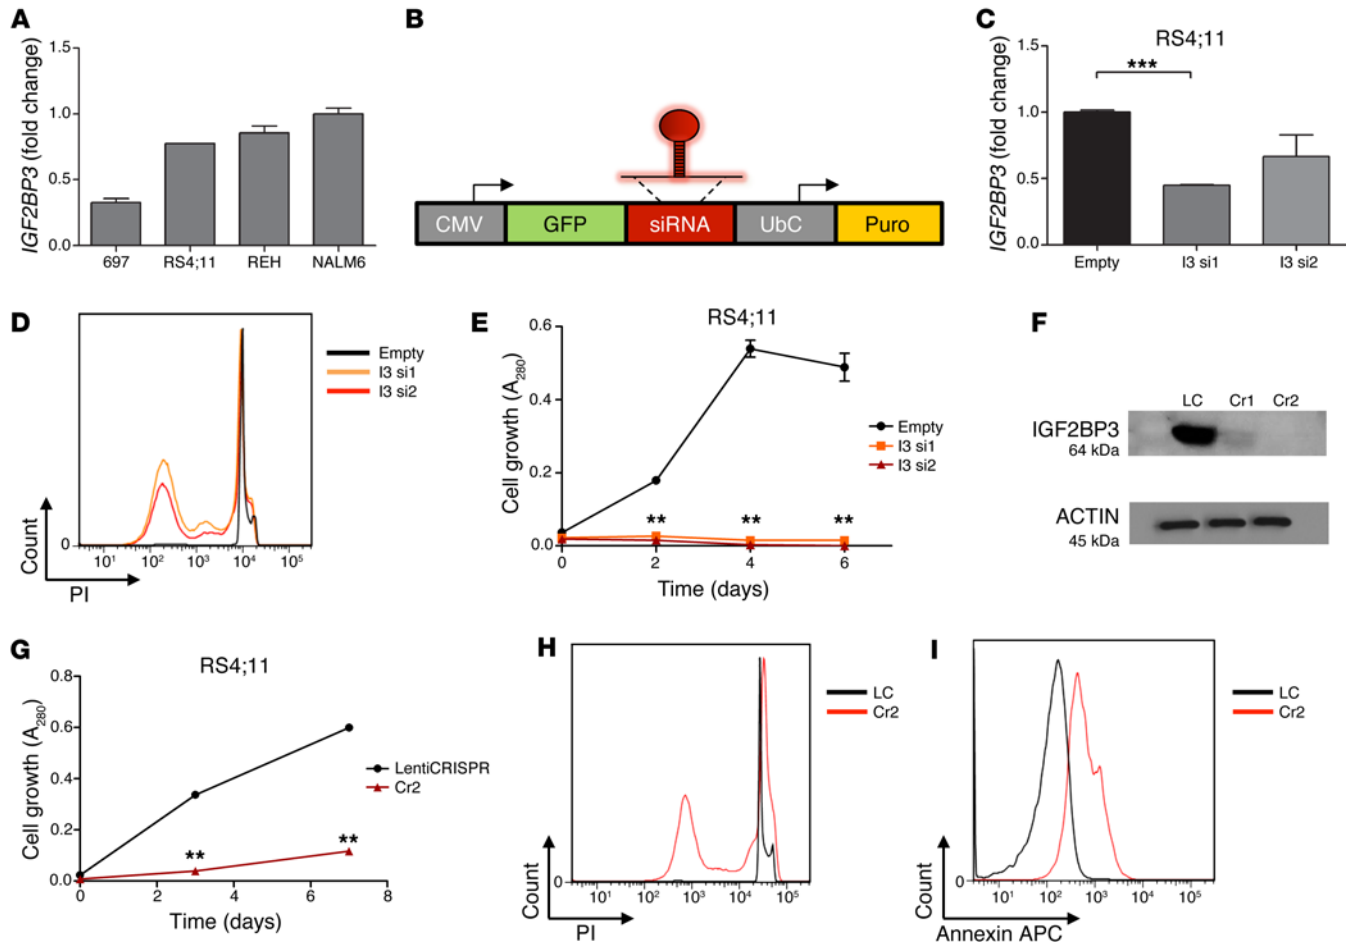 A
IGF2BP3 (fold change)
1.5
1.0
0.5
0.0
697 RS4;11 REH NALM6
B
CMV GFP siRNA UbC Puro
C
RS4;11
IGF2BP3 (fold change)
1.5
1.0
0.5
0.0
***
Empty I3 si1 I3 si2
D
Count
0
10¹ 10² 10³ 10⁴ 10⁵
PI
Empty
I3 si1
I3 si2
E
RS4;11
Cell growth (A₂₈₀)
0.6
0.4
0.2
0.0
** ** **
0 2 4 6
Time (days)
Empty
I3 si1
I3 si2
F
LC Cr1 Cr2
IGF2BP3
64 kDa
ACTIN
45 kDa
G
RS4;11
Cell growth (A₂₈₀)
0.8
0.6
0.4
0.2
0.0
** **
0 2 4 6 8
Time (days)
LentiCRISPR
Cr2
H
Count
0
10¹ 10² 10³ 10⁴ 10⁵
PI
LC
Cr2
I
Count
0
10¹ 10² 10³ 10⁴ 10⁵
Annexin APC
LC
Cr2